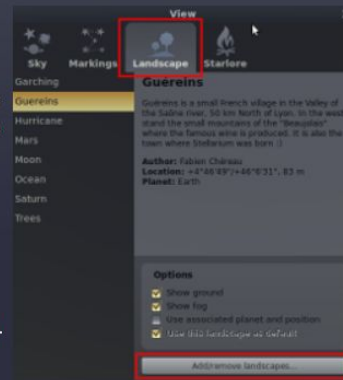 View
Sky Markings Landscape Starlore
Garching
Guereins
Hurricane
Mars
Moon
Ocean
Saturn
Trees
Guereins
Guereins is a small French village in the Valley of
the Saône river, 50 km North of Lyon. In the west
stand the small mountains of the "Beaujolais"
where the famous wine is produced. It is also the
town where Stellarium was born :)
Author: Fabien Chéreau
Location: +4°46'49"/+46°6'31", 83 m
Planet: Earth
Options
Show ground
Show fog
Use associated planet and position
Use this landscape as default
Add/remove landscapes...